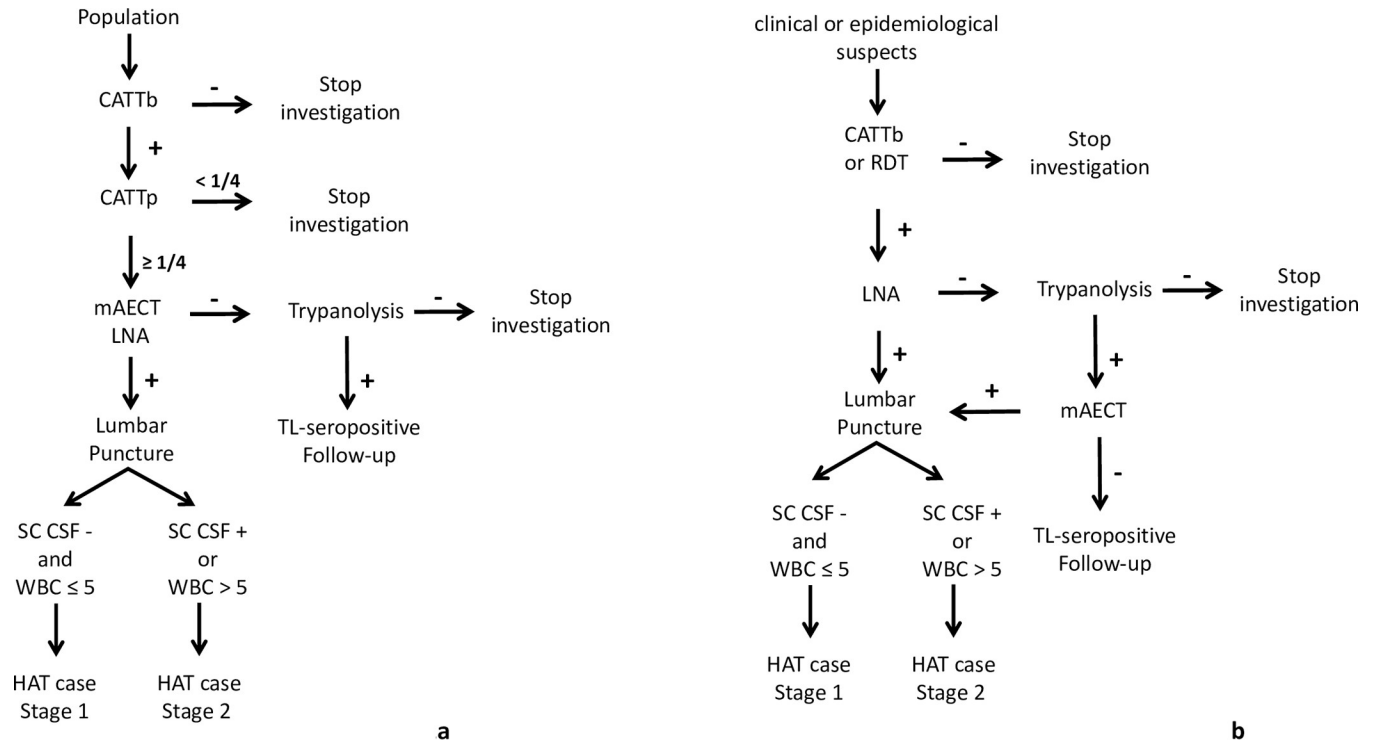 Population
CATTb
-
Stop
investigation
+
CATTp
< 1/4
Stop
investigation
≥ 1/4
mAECT
LNA
-
Trypanolysis
-
Stop
investigation
+
+
Lumbar
Puncture
TL-seropositive
Follow-up
SC CSF -
and
WBC ≤ 5
SC CSF +
or
WBC > 5
HAT case
Stage 1
HAT case
Stage 2
a
clinical or epidemiological
suspects
CATTb
or RDT
-
Stop
investigation
+
LNA
-
Trypanolysis
-
Stop
investigation
+
+
Lumbar
Puncture
+
mAECT
-
SC CSF -
and
WBC ≤ 5
SC CSF +
or
WBC > 5
TL-seropositive
Follow-up
HAT case
Stage 1
HAT case
Stage 2
b